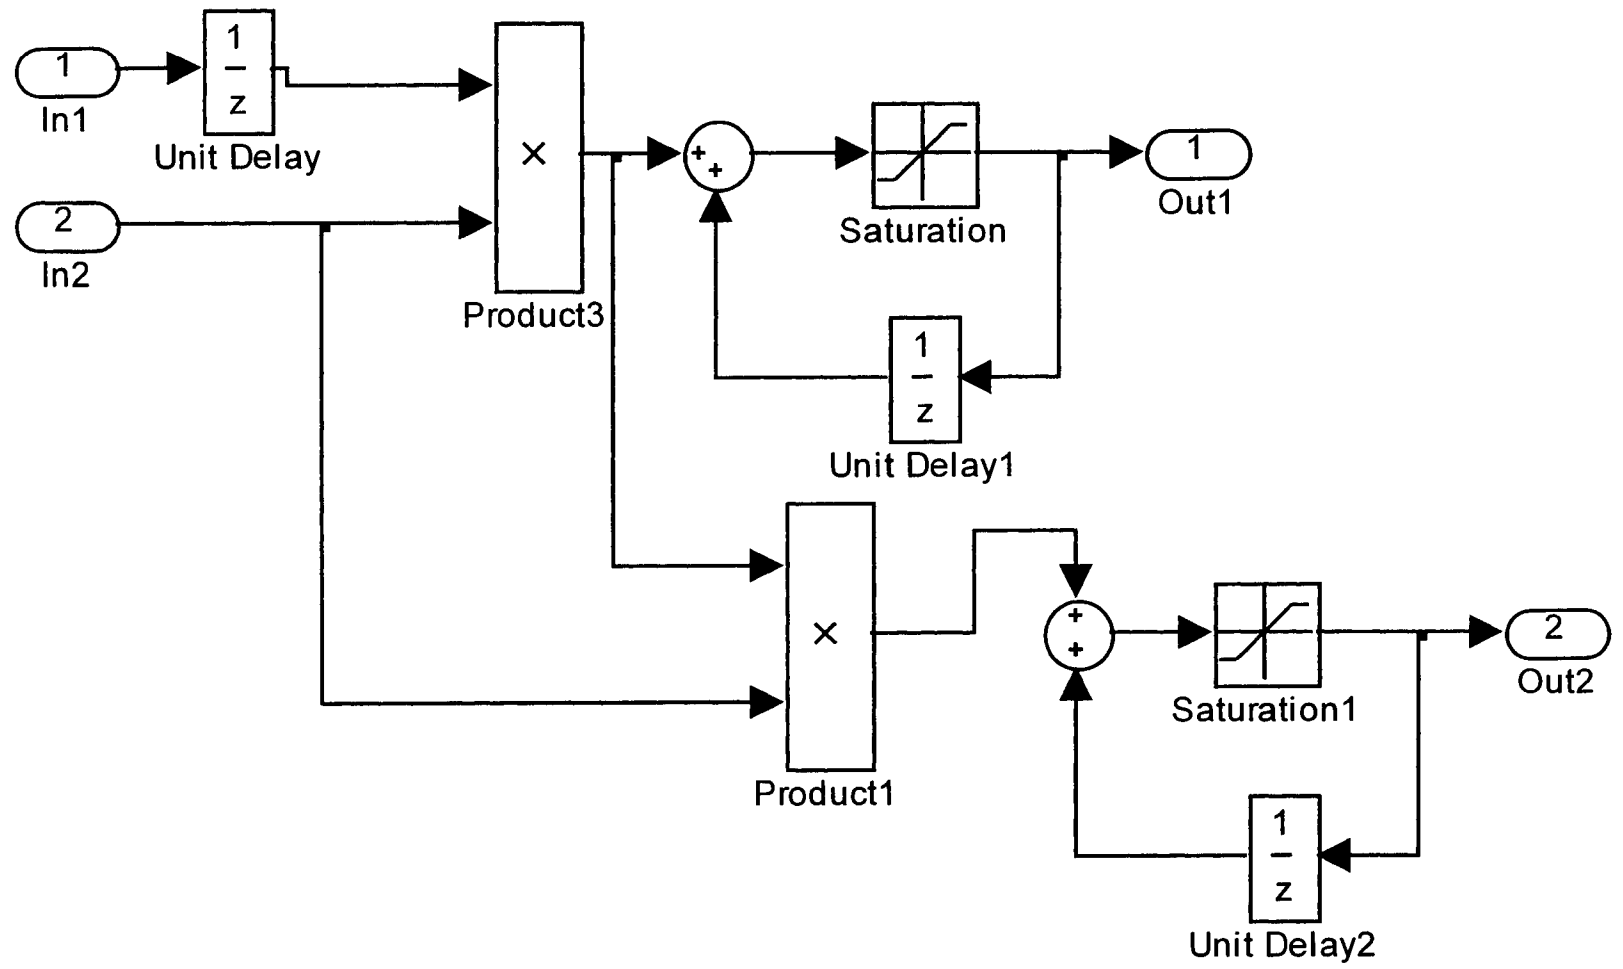 1
In1
1
z
Unit Delay
2
In2
×
Product3
+
+
Saturation
1
Out1
1
z
Unit Delay1
×
Product1
+
+
Saturation1
2
Out2
1
z
Unit Delay2